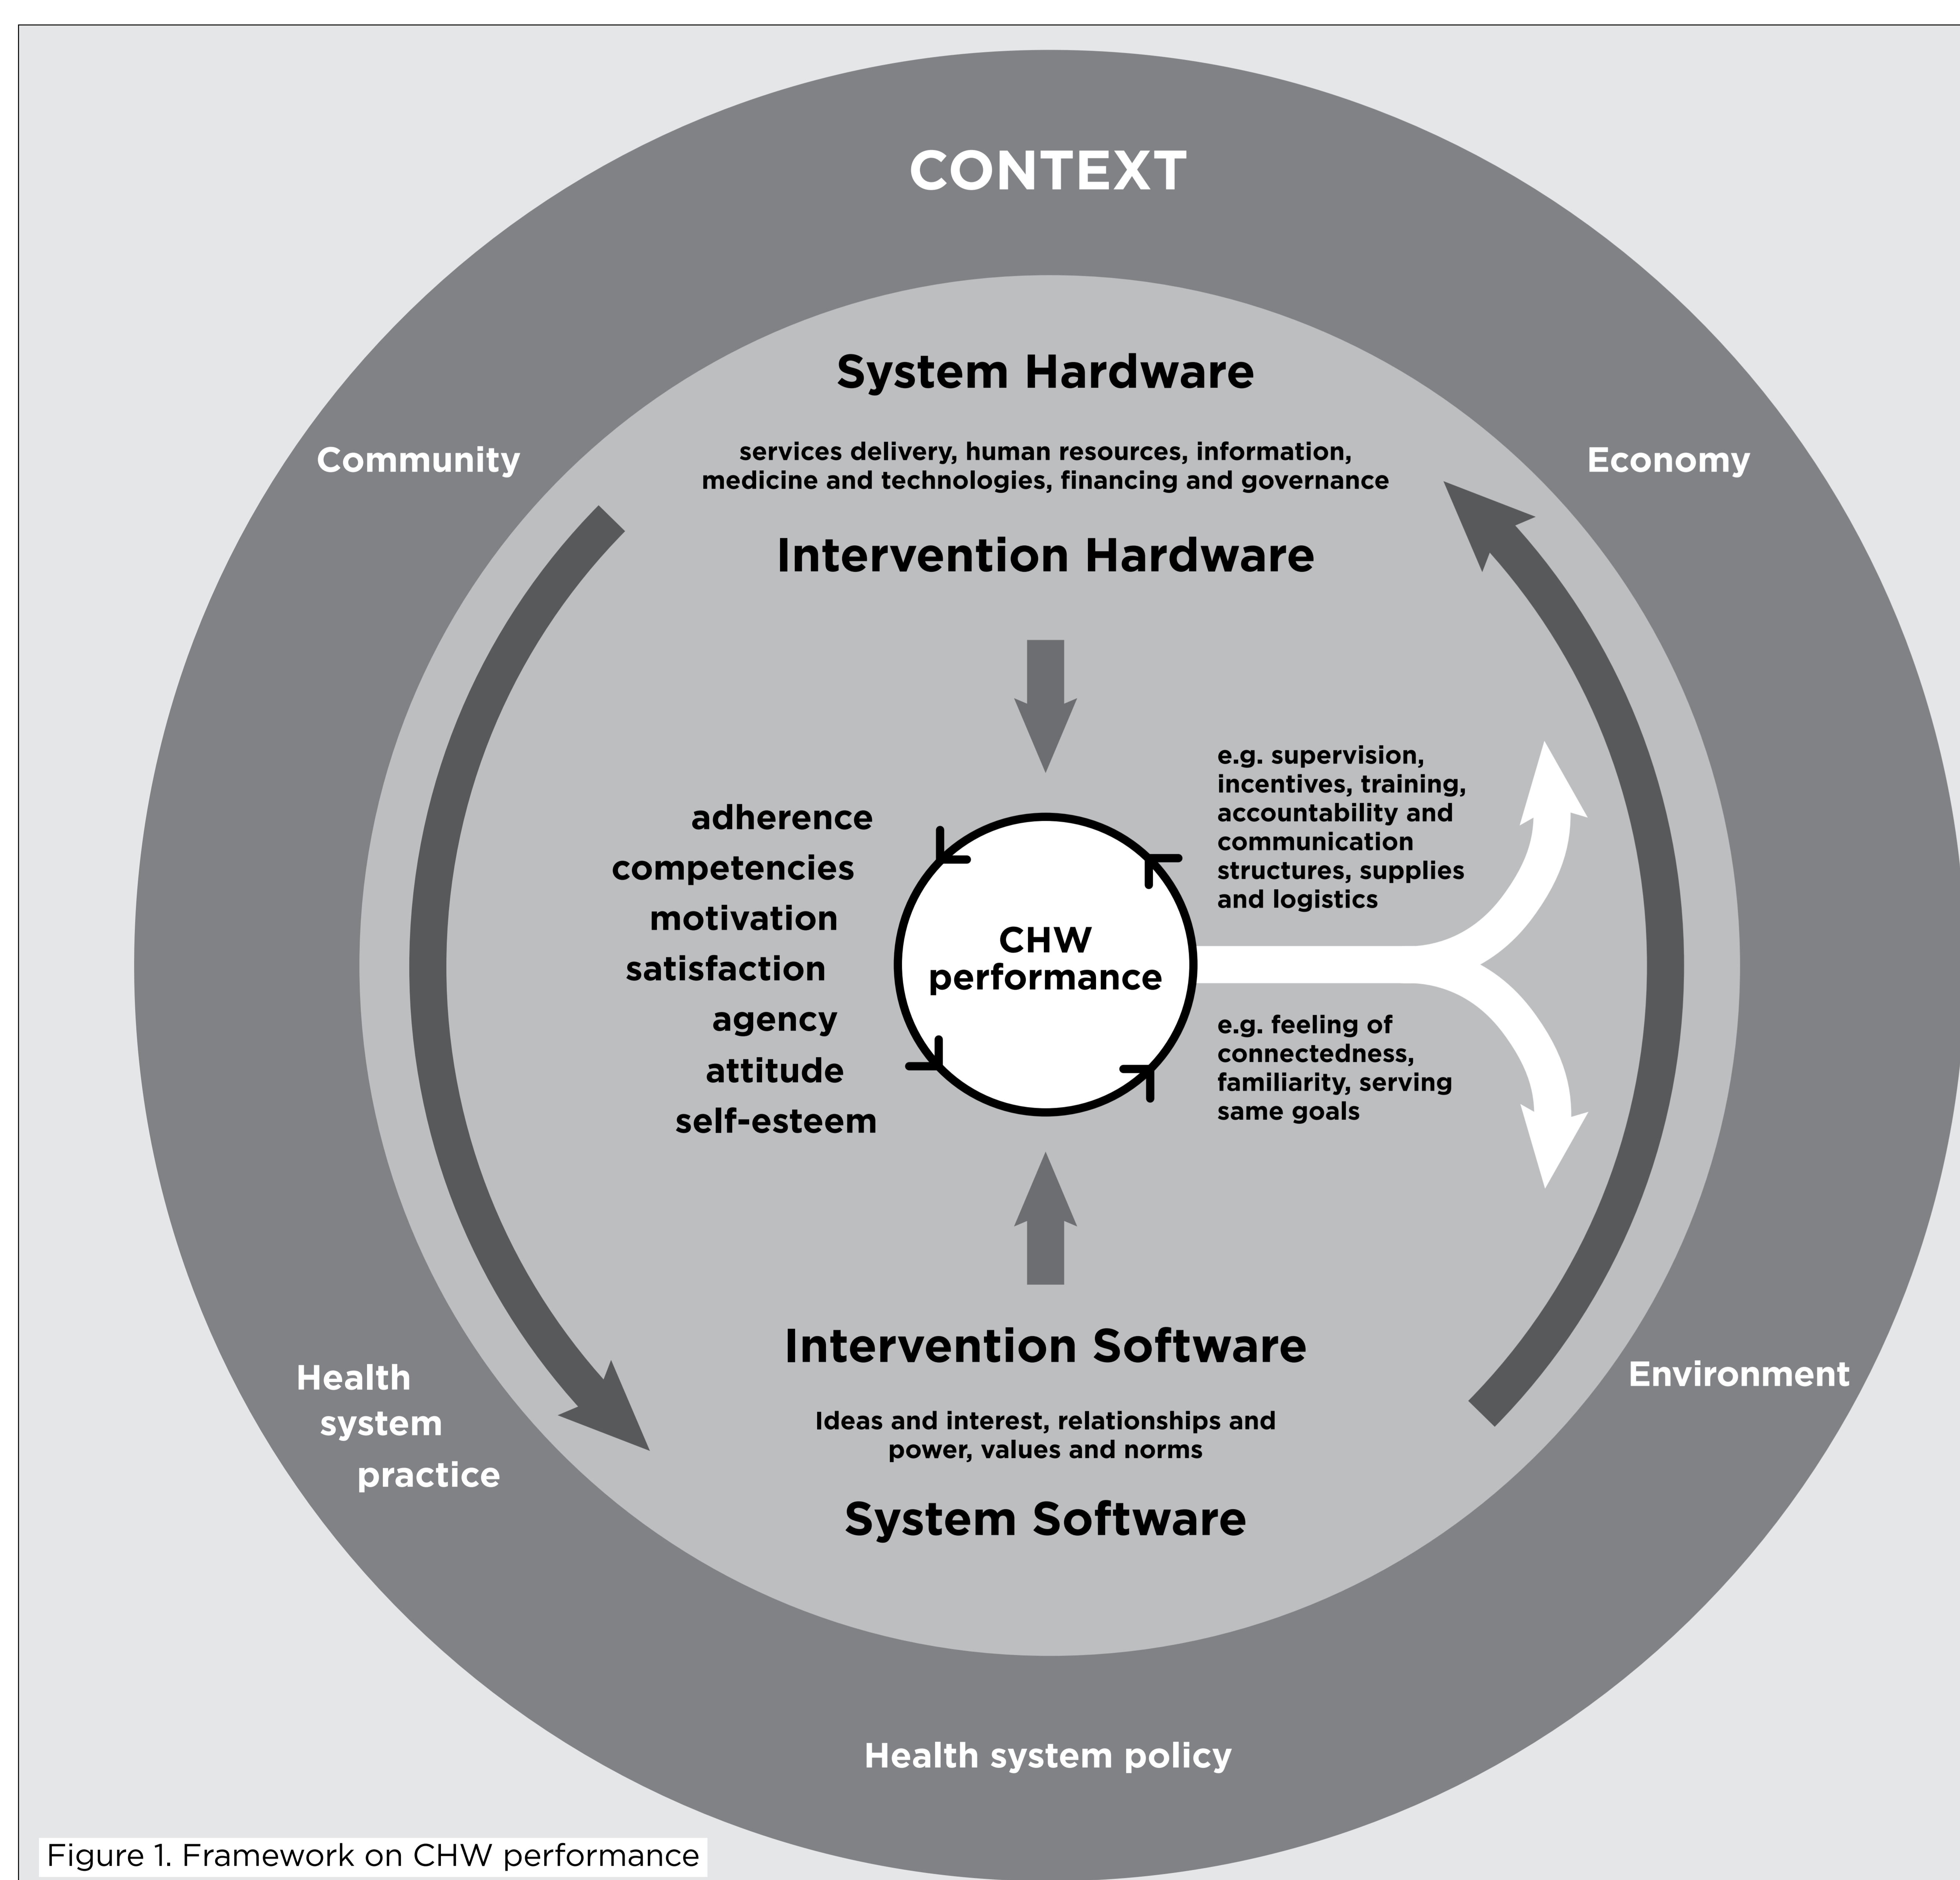 CONTEXT
Community
Economy
System Hardware
services delivery, human resources, information,
medicine and technologies, financing and governance
Intervention Hardware
adherence
competencies
motivation
satisfaction
agency
attitude
self-esteem
CHW
performance
e.g. supervision,
incentives, training,
accountability and
communication
structures, supplies
and logistics
e.g. feeling of
connectedness,
familiarity, serving
same goals
Intervention Software
Ideas and interest, relationships and
power, values and norms
System Software
Health
system
practice
Environment
Health system policy
Figure 1. Framework on CHW performance